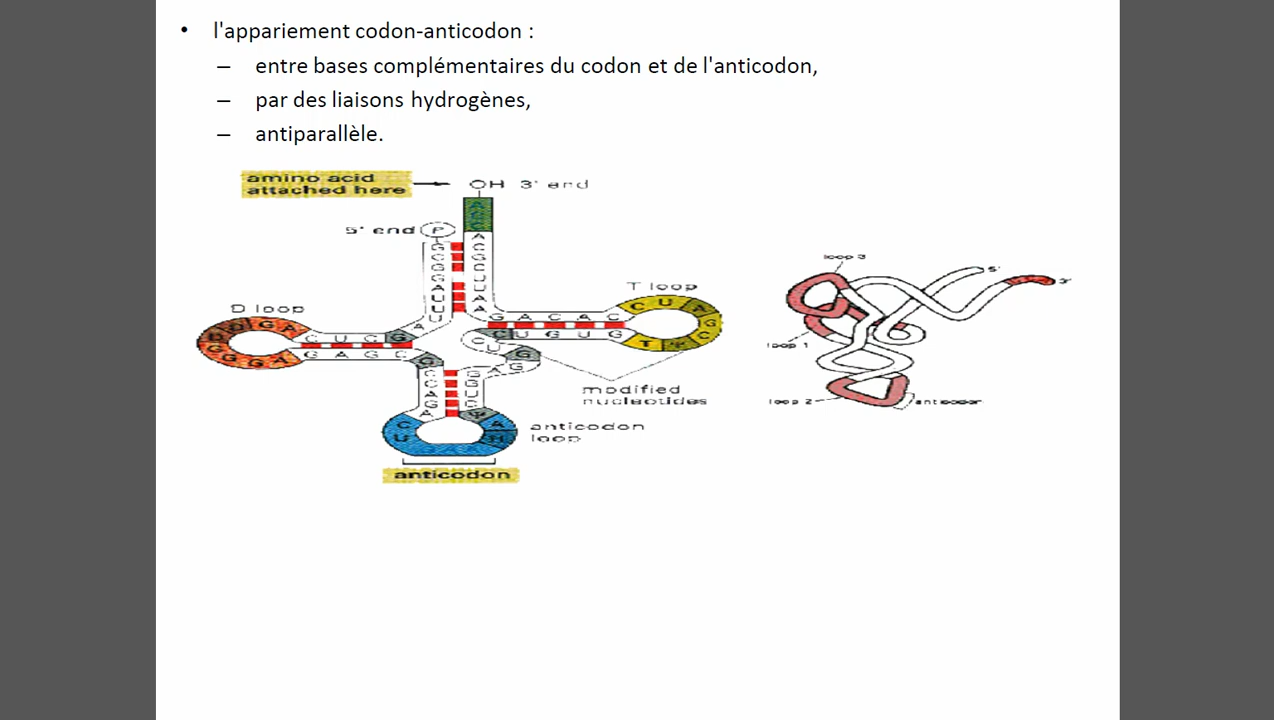 • l'appariement codon-anticodon :
– entre bases complémentaires du codon et de l'anticodon,
– par des liaisons hydrogènes,
– antiparallèle.
amino acid
attached here
OH 3' end
5' end P
A
C
C
A
G
C
G
G
A
U
U
U
A
C
G
C
U
U
A
A
D loop
T loop
G A C A C
C U G U G
C U A G C
T Ψ
D D G A
G G G A
C U C G
G A G C
A
C U
G
A G
G
C
C
A
G
A
G
G
U
C
Ψ
modified
nucleotides
C
U
G A A
A
anticodon
loop
anticodon
loop 3
5'
3'
loop 1
loop 2
anticodon